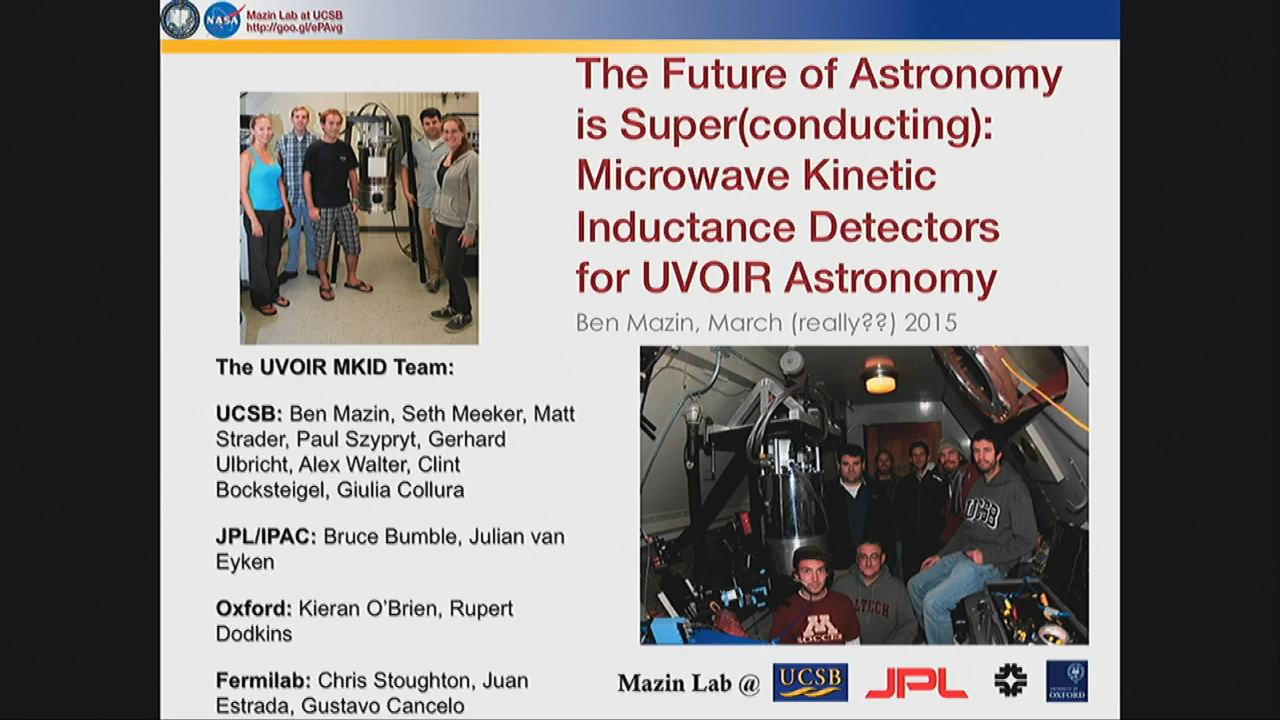 Mazin Lab at UCSB
http://goo.gl/ePAvg
NASA
The Future of Astronomy
is Super(conducting):
Microwave Kinetic
Inductance Detectors
for UVOIR Astronomy
Ben Mazin, March (really??) 2015
The UVOIR MKID Team:
UCSB: Ben Mazin, Seth Meeker, Matt
Strader, Paul Szypryt, Gerhard
Ulbricht, Alex Walter, Clint
Bocksteigel, Giulia Collura
JPL/IPAC: Bruce Bumble, Julian van
Eyken
Oxford: Kieran O’Brien, Rupert
Dodkins
Fermilab: Chris Stoughton, Juan
Estrada, Gustavo Cancelo
UCSB
M
SOCCER
Mazin Lab @
UCSB
JPL
OXFORD